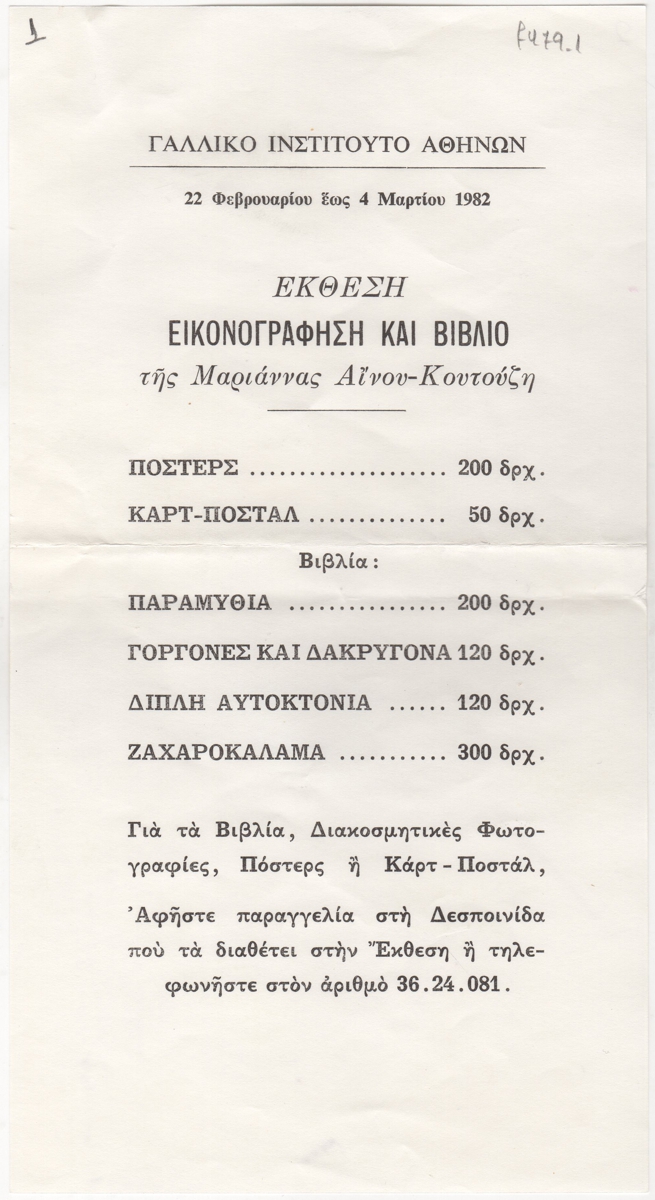 1
f479.1
ΓΑΛΛΙΚΟ ΙΝΣΤΙΤΟΥΤΟ ΑΘΗΝΩΝ
22 Φεβρουαρίου ἕως 4 Μαρτίου 1982
ΕΚΘΕΣΗ
ΕΙΚΟΝΟΓΡΑΦΗΣΗ ΚΑΙ ΒΙΒΛΙΟ
τῆς Μαριάννας Αἴνου-Κουτούζη
ΠΟΣΤΕΡΣ .................... 200 δρχ.
ΚΑΡΤ-ΠΟΣΤΑΛ .............. 50 δρχ.
Βιβλία:
ΠΑΡΑΜΥΘΙΑ ................ 200 δρχ.
ΓΟΡΓΟΝΕΣ ΚΑΙ ΔΑΚΡΥΓΟΝΑ 120 δρχ.
ΔΙΠΛΗ ΑΥΤΟΚΤΟΝΙΑ ...... 120 δρχ.
ΖΑΧΑΡΟΚΑΛΑΜΑ ........... 300 δρχ.
Γιὰ τὰ Βιβλία, Διακοσμητικὲς Φωτο-
γραφίες, Πόστερς ἢ Κάρτ - Ποστάλ,
Ἀφῆστε παραγγελία στὴ Δεσποινίδα
ποὺ τὰ διαθέτει στὴν Ἔκθεση ἢ τηλε-
φωνῆστε στὸν ἀριθμὸ 36.24.081.